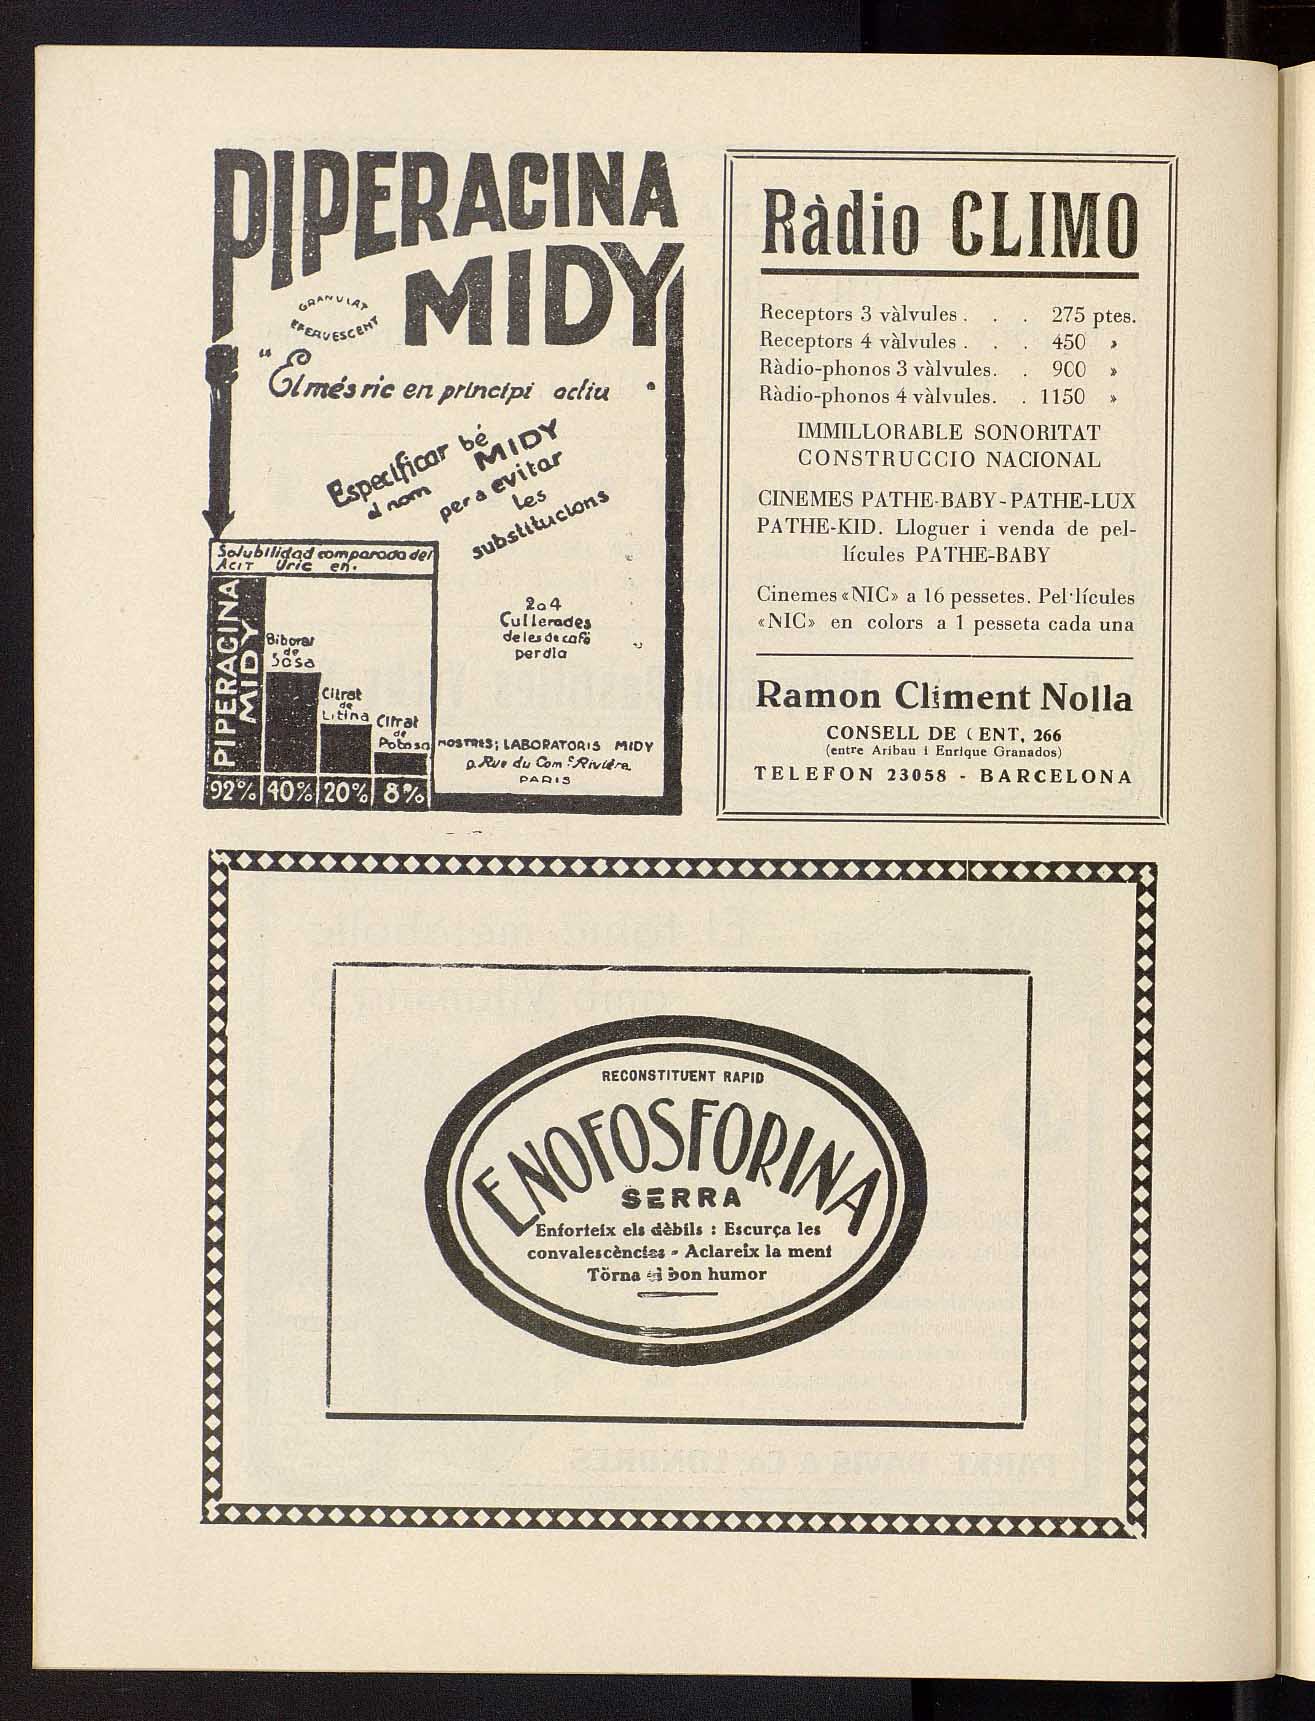 PIPERACINA
MIDY
GRANULAT
EFERVESCENT
"El més ric en principi actiu "
Especificar bé
el nom MIDY
per a evitar
les
substitucions
Solubilidad comparada del
ACIT Uric en.
PIPERACINA
MIDY
Biborat
de
Sosa
Citrat
de
Litina
Citrat
de
Potasa
92% 40% 20% 8%
2 o 4
Cullerades
de les de café
per dia
MOSTRES; LABORATORIS MIDY
9. Rue du Com.t Rivière.
PARIS
Ràdio CLIMO
Receptors 3 vàlvules . . . 275 ptes.
Receptors 4 vàlvules . . . 450 »
Ràdio-phonos 3 vàlvules. . 900 »
Ràdio-phonos 4 vàlvules. . 1150 »
IMMILLORABLE SONORITAT
CONSTRUCCIO NACIONAL
CINEMES PATHE-BABY - PATHE-LUX
PATHE-KID. Lloguer i venda de pel-
lícules PATHE-BABY
Cinemes «NIC» a 16 pessetes. Pel·lícules
«NIC» en colors a 1 pesseta cada una
Ramon Climent Nolla
CONSELL DE CENT, 266
(entre Aribau i Enrique Granados)
TELEFON 23058 - BARCELONA
RECONSTITUENT RAPID
ENOFOSFORINA
SERRA
Enforteix els dèbils : Escurça les
convalescències - Aclareix la ment
Törna el bon humor